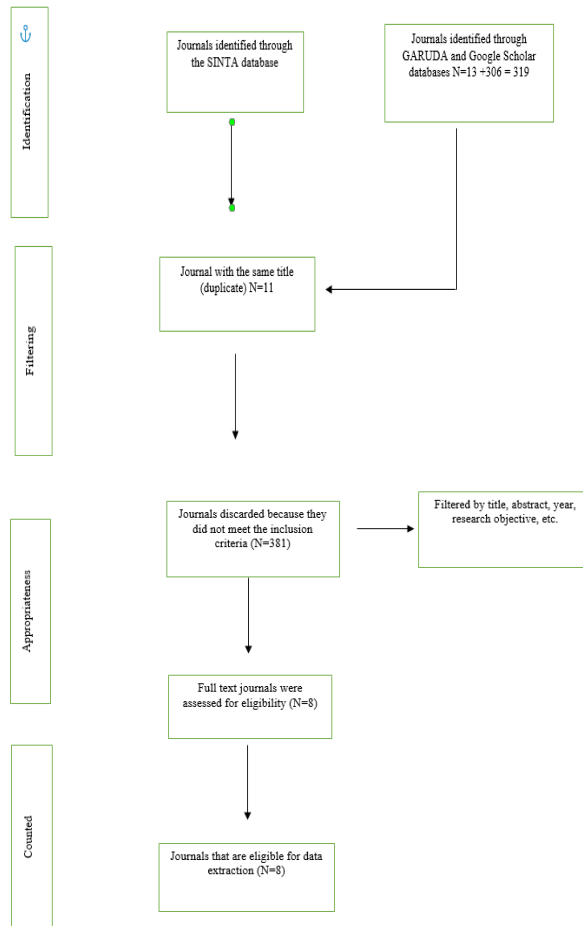 Identification
Journals identified through
the SINTA database
Journals identified through
GARUDA and Google Scholar
databases N=13 +306 = 319
Filtering
Journal with the same title
(duplicate) N=11
Appropriateness
Journals discarded because they
did not meet the inclusion
criteria (N=381)
Filtered by title, abstract, year,
research objective, etc.
Full text journals were
assessed for eligibility (N=8)
Counted
Journals that are eligible for data
extraction (N=8)